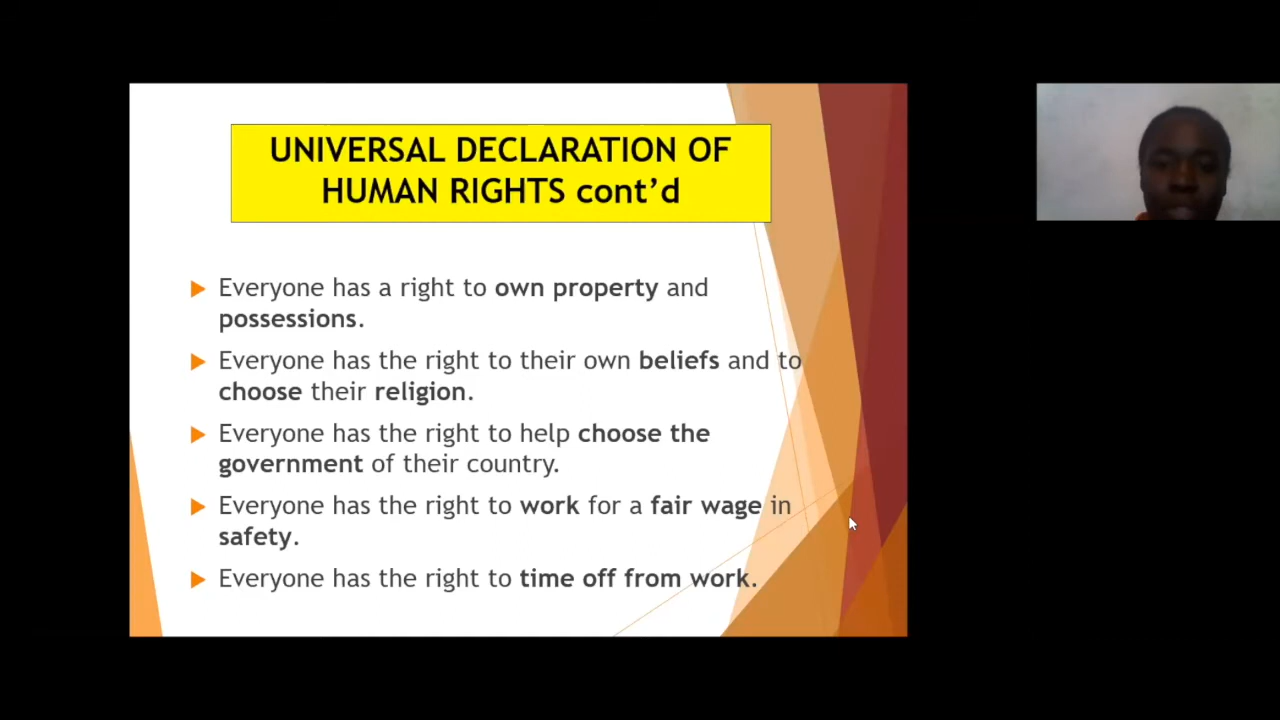 UNIVERSAL DECLARATION OF
HUMAN RIGHTS cont’d
Everyone has a right to own property and
possessions.
Everyone has the right to their own beliefs and to
choose their religion.
Everyone has the right to help choose the
government of their country.
Everyone has the right to work for a fair wage in
safety.
Everyone has the right to time off from work.